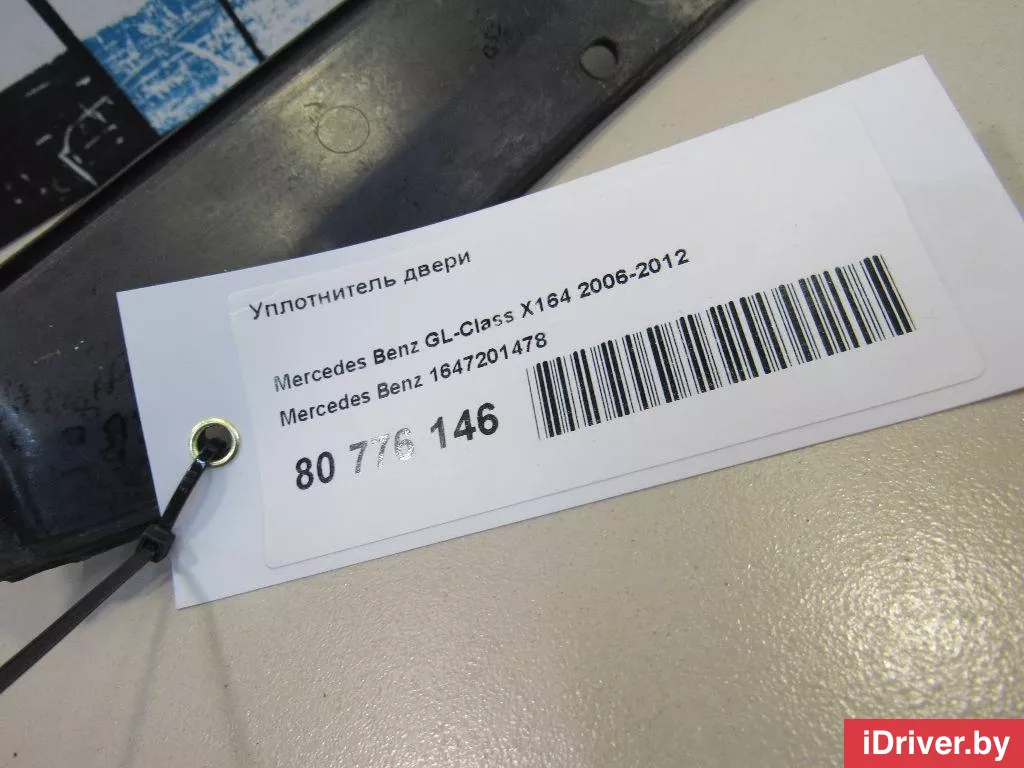 Уплотнитель двери
Mercedes Benz GL-Class X164 2006-2012
Mercedes Benz 1647201478
80 776 146
iDriver.by